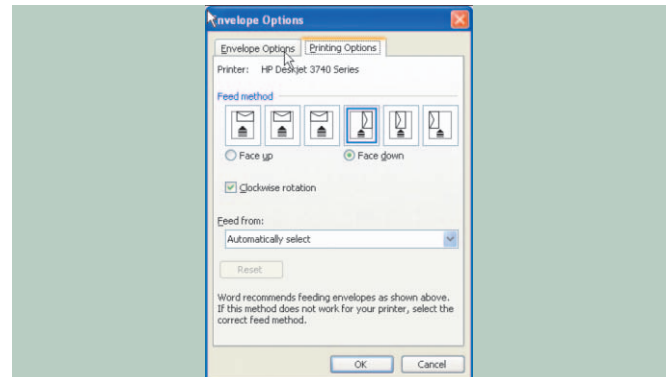 nvelope Options
Envelope Options Printing Options
Printer: HP Deskjet 3740 Series
Feed method
Face up Face down
Clockwise rotation
Feed from:
Automatically select
Reset
Word recommends feeding envelopes as shown above.
If this method does not work for your printer, select the
correct feed method.
OK Cancel